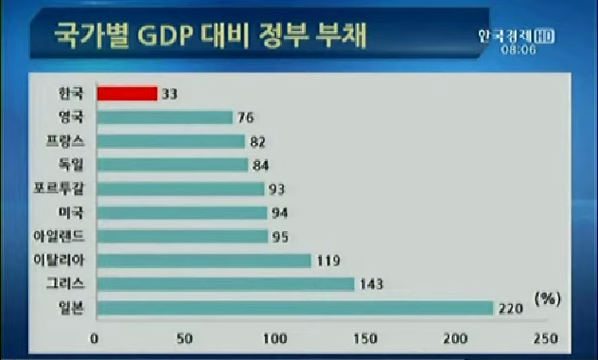 국가별 GDP 대비 정부 부채
한국경제 HD
08:06
한국 33
영국 76
프랑스 82
독일 84
포르투갈 93
미국 94
아일랜드 95
이탈리아 119
그리스 143
일본 220 (%)
0 50 100 150 200 250